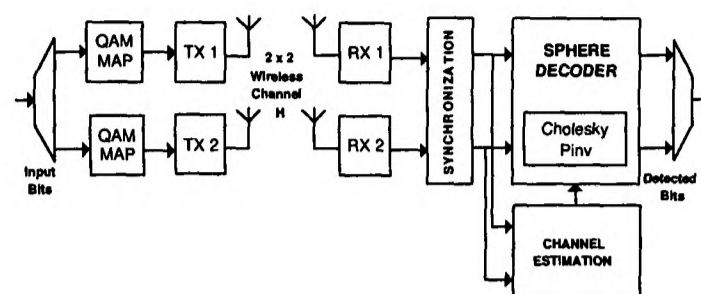 QAM
MAP
TX 1
2 x 2
Wireless
Channel
H
RX 1
SYNCHRONIZATION
SPHERE
DECODER
Cholesky
Pinv
QAM
MAP
TX 2
RX 2
Input
Bits
Detected
Bits
CHANNEL
ESTIMATION